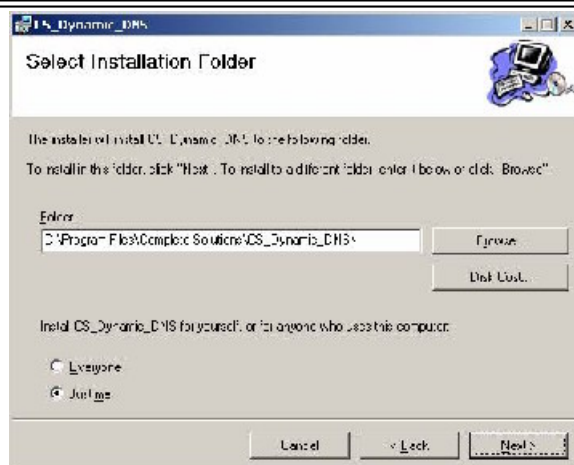 CS_Dynamic_DNS
Select Installation Folder
The installer will install CS_Dynamic_DNS to the following folder.
To install in this folder, click "Next". To install to a different folder, enter it below or click "Browse".
Folder:
C:\Program Files\Complete Solutions\CS_Dynamic_DNS\
Browse...
Disk Cost...
Install CS_Dynamic_DNS for yourself, or for anyone who uses this computer:
Everyone
Just me
Cancel
< Back
Next >